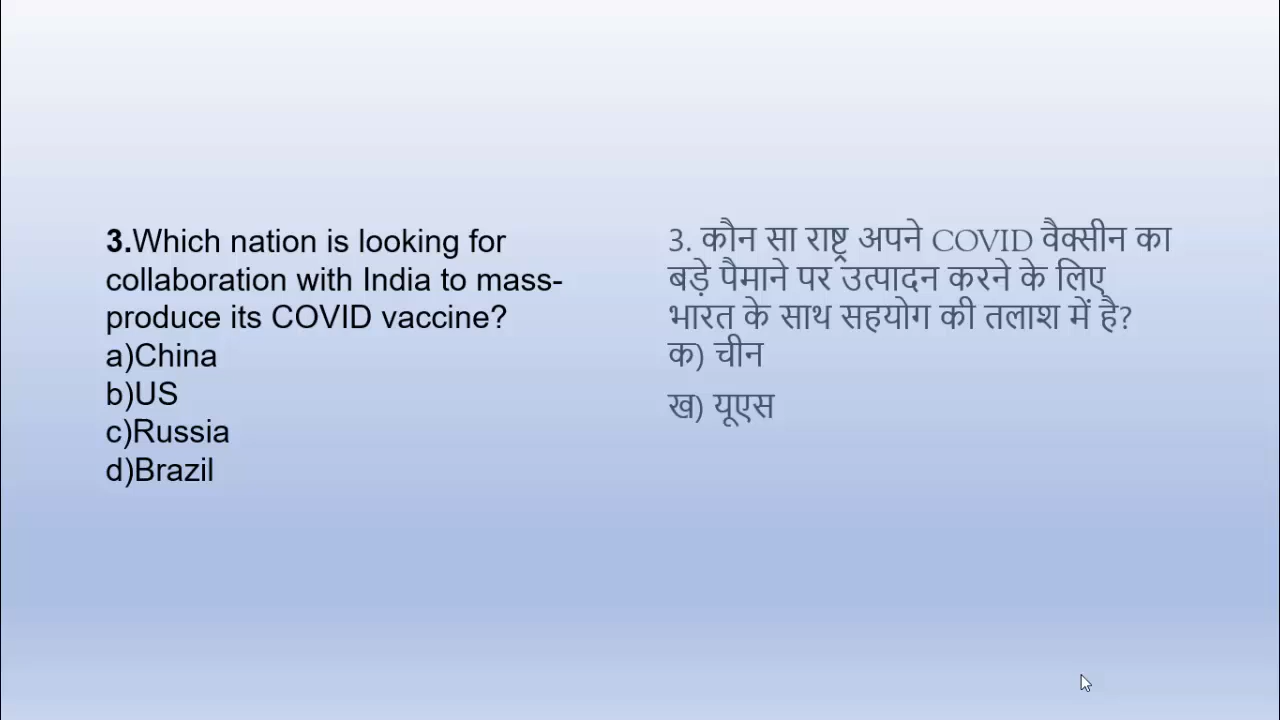 3.Which nation is looking for
collaboration with India to mass-
produce its COVID vaccine?
a)China
b)US
c)Russia
d)Brazil
3. कौन सा राष्ट्र अपने COVID वैक्सीन का
बड़े पैमाने पर उत्पादन करने के लिए
भारत के साथ सहयोग की तलाश में है?
क) चीन
ख) यूएस